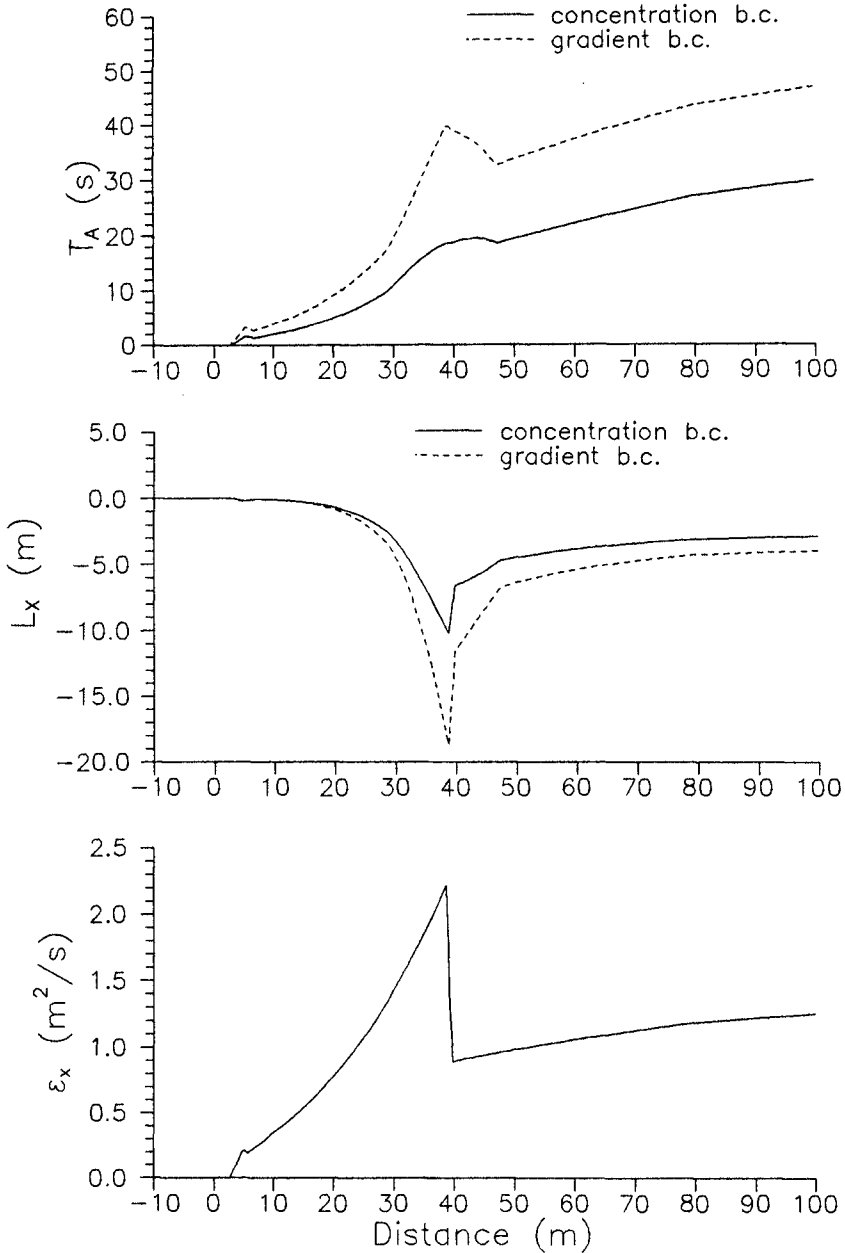 concentration b.c.
gradient b.c.
60
50
40
30
20
10
0
T_A (s)
−10 0 10 20 30 40 50 60 70 80 90 100
concentration b.c.
gradient b.c.
5.0
0.0
−5.0
−10.0
−15.0
−20.0
L_x (m)
−10 0 10 20 30 40 50 60 70 80 90 100
2.5
2.0
1.5
1.0
0.5
0.0
ε_x (m²/s)
−10 0 10 20 30 40 50 60 70 80 90 100
Distance (m)